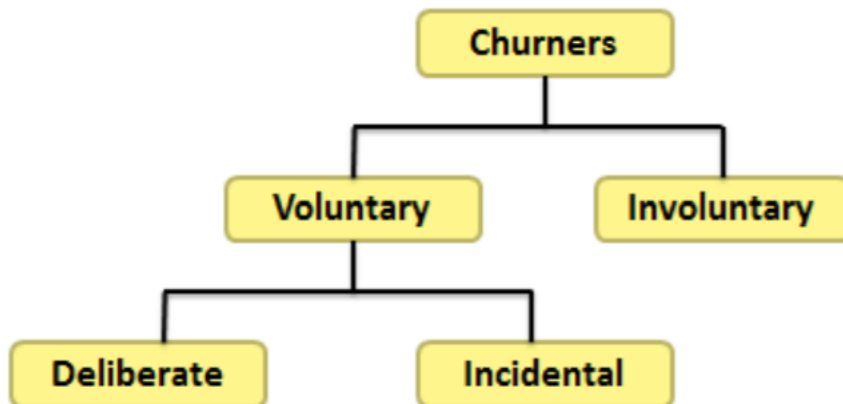 Churners
Voluntary
Involuntary
Deliberate
Incidental